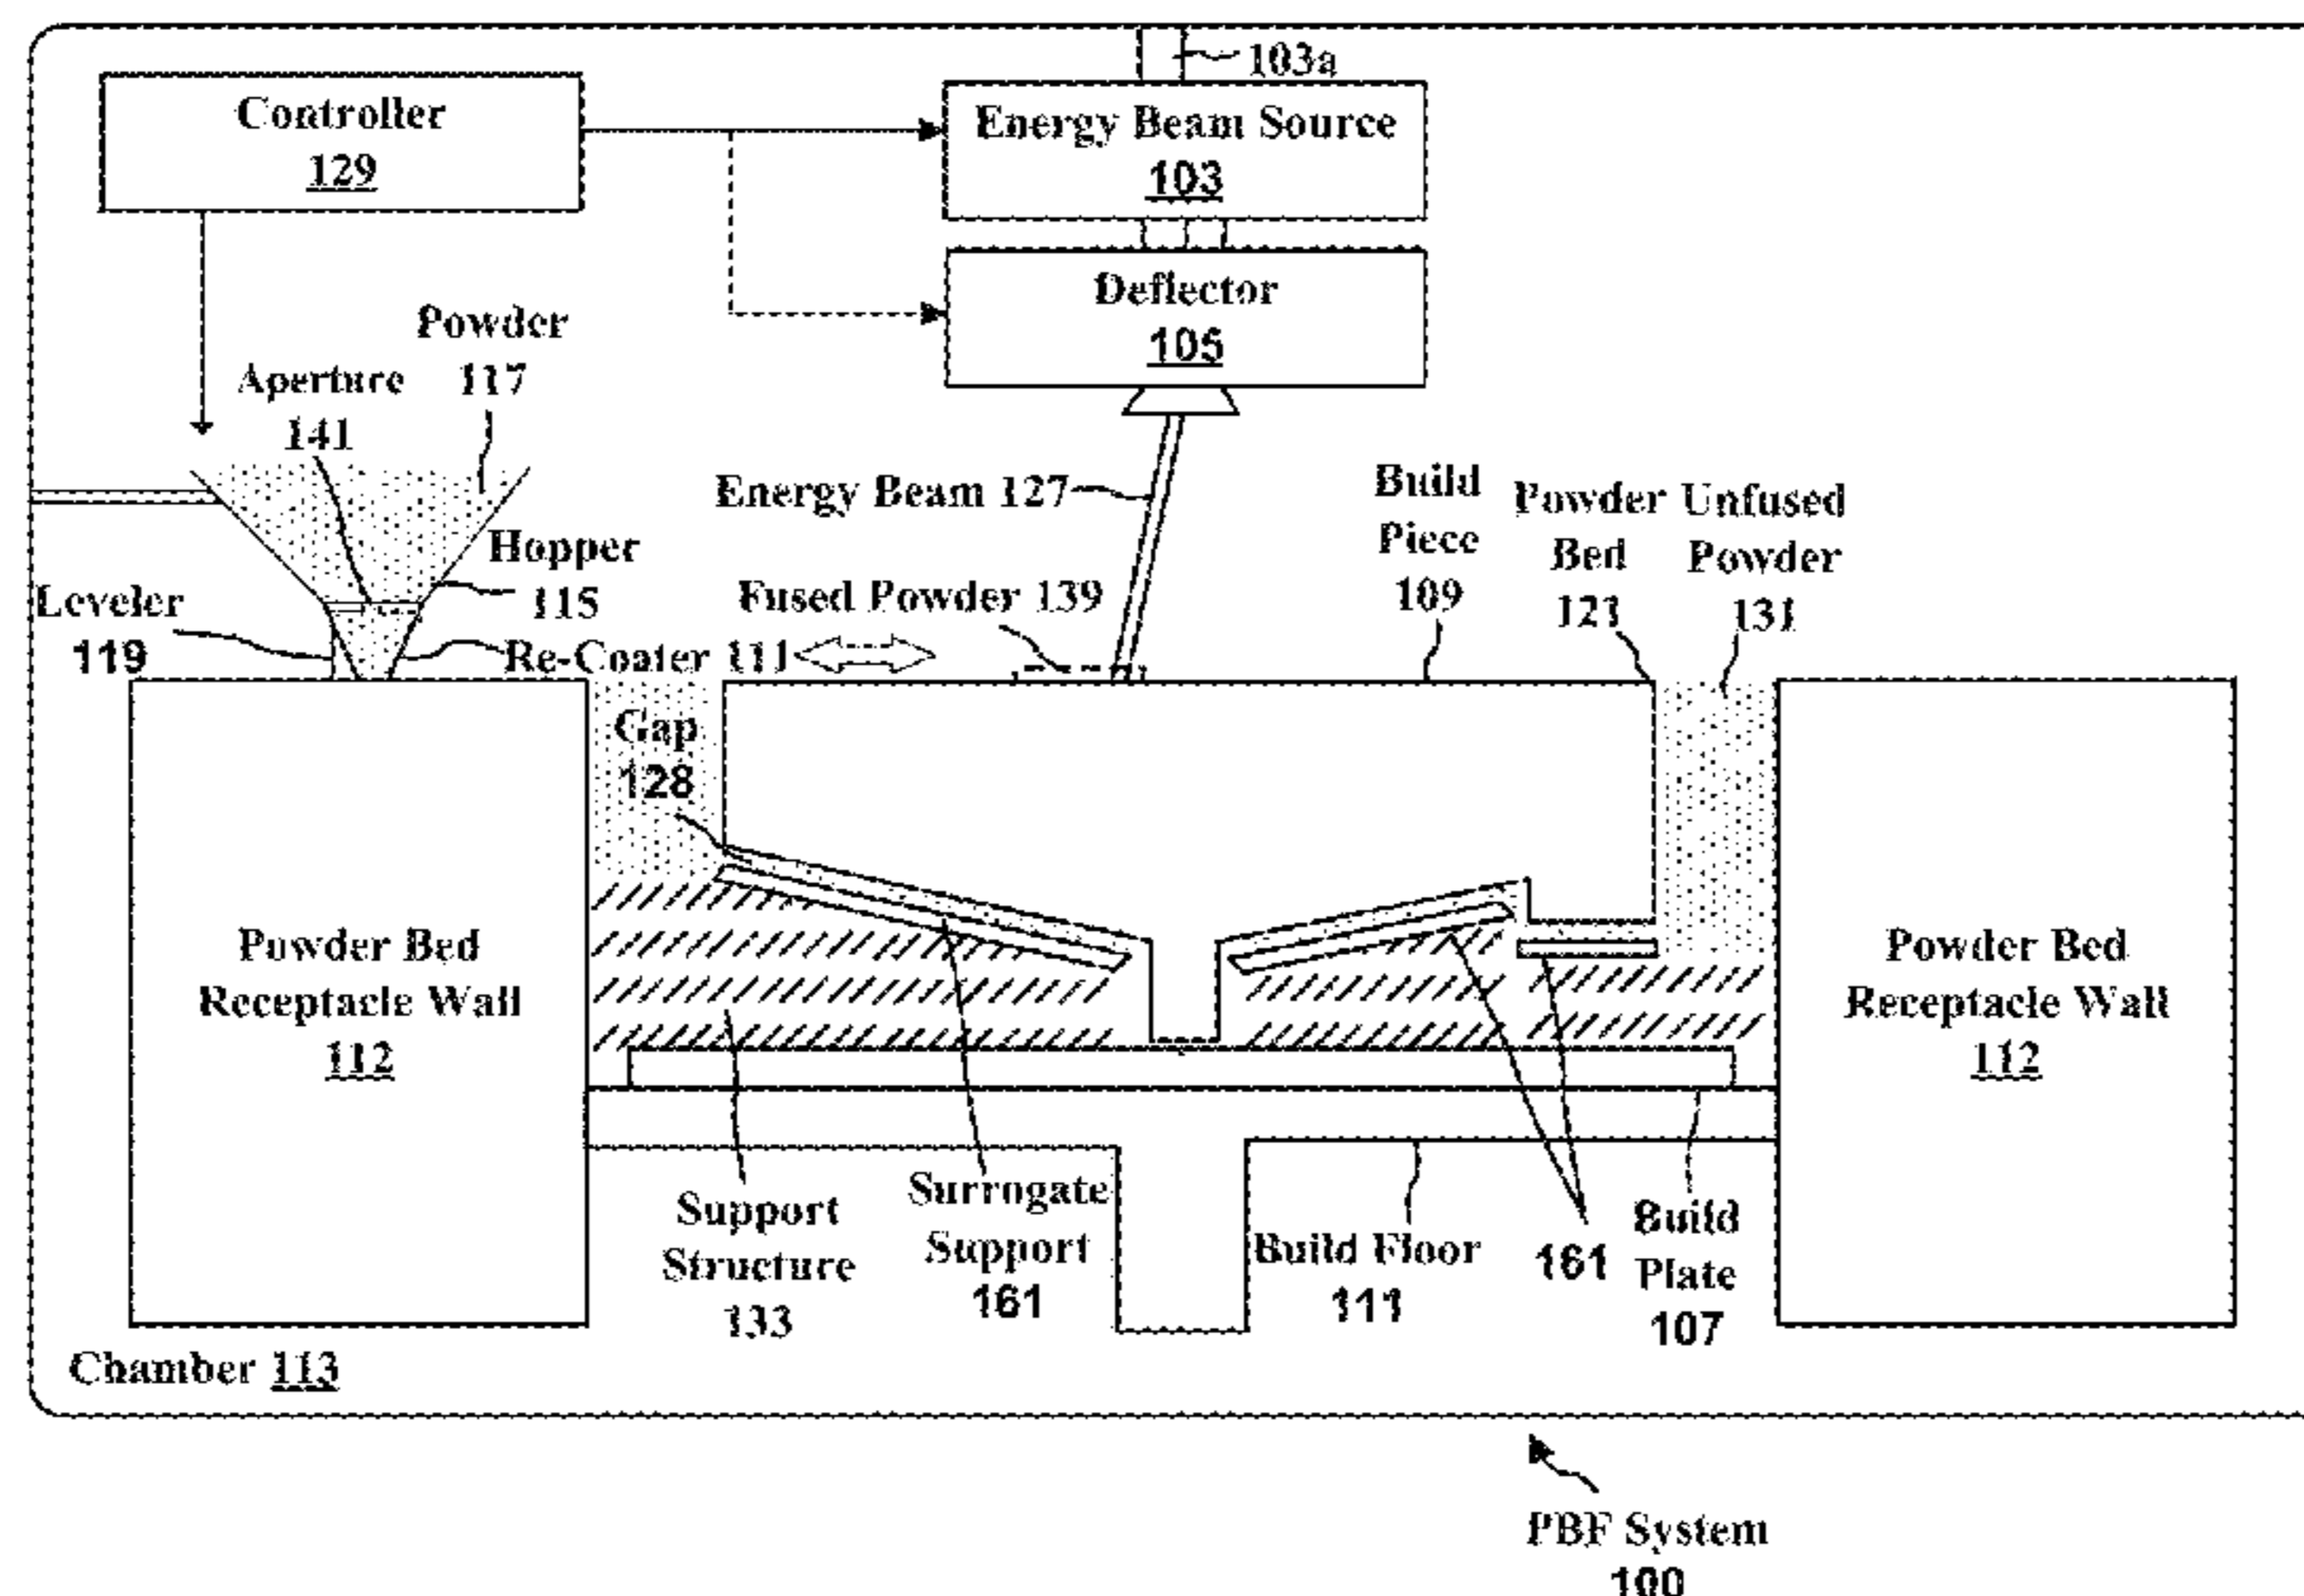 103a
Controller
129
Energy Beam Source
103
Deflector
105
Powder
117
Aperture
141
Energy Beam 127
Build
Piece
109
Powder
Bed
121
Unfused
Powder
131
Hopper
115
Leveler
119
Fused Powder 139
Re-Coater 111
Gap
128
Powder Bed
Receptacle Wall
112
Powder Bed
Receptacle Wall
112
Support
Structure
133
Surrogate
Support
161
Build Floor
111
161
Build
Plate
107
Chamber 113
PBF System
100